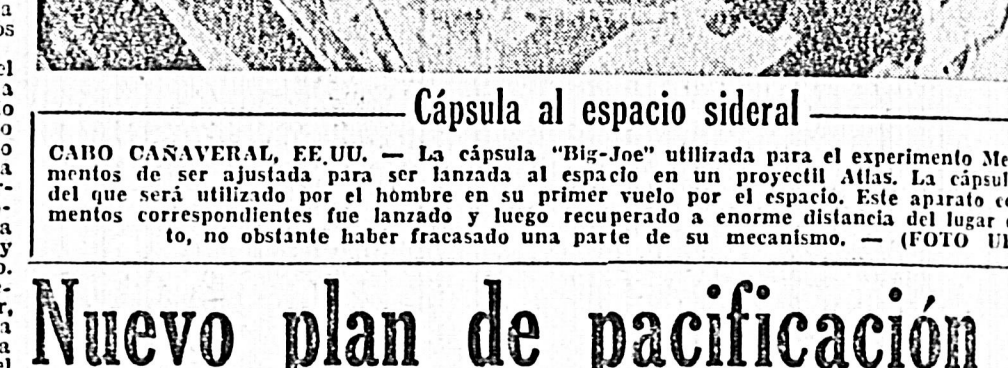 Cápsula al espacio sideral
CABO CAÑAVERAL, EE.UU. — La cápsula "Big-Joe" utilizada para el experimento Me
mentos de ser ajustada para ser lanzada al espacio en un proyectil Atlas. La cápsul
del que será utilizado por el hombre en su primer vuelo por el espacio. Este aparato c
mentos correspondientes fue lanzado y luego recuperado a enorme distancia del lugar
to, no obstante haber fracasado una parte de su mecanismo. — (FOTO U
Nuevo plan de pacificación